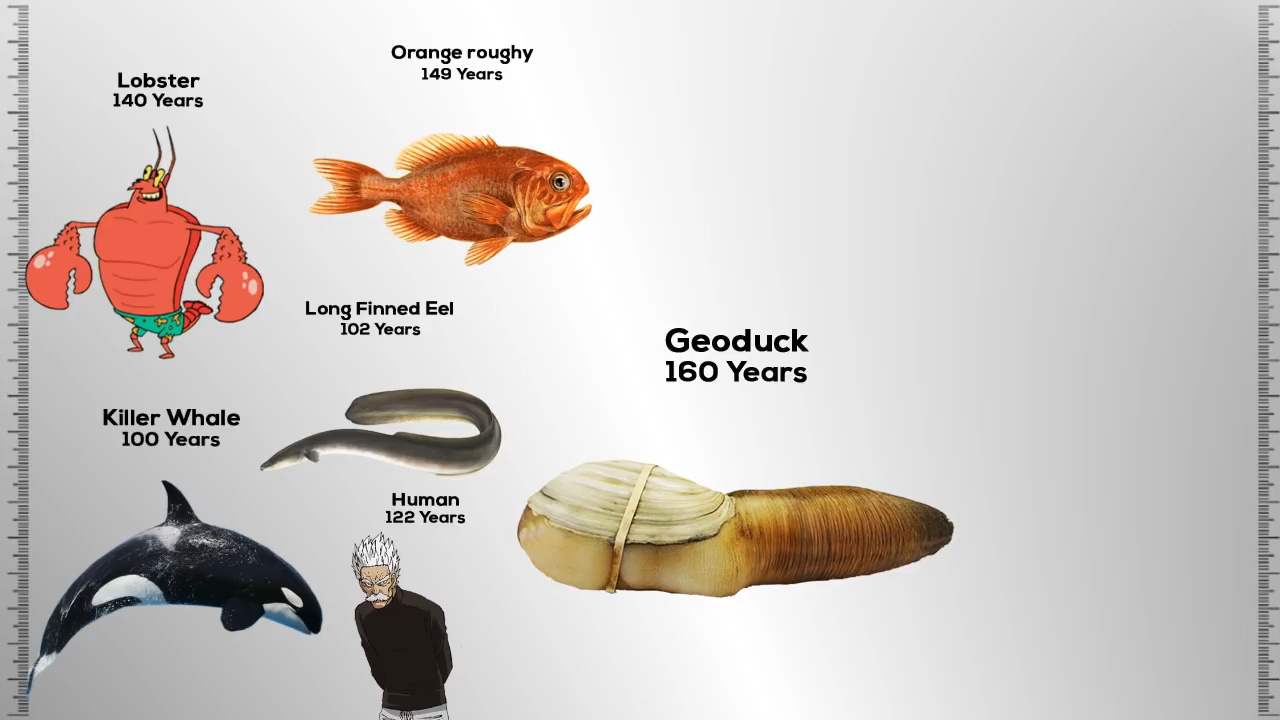 Orange roughy
149 Years
Lobster
140 Years
Long Finned Eel
102 Years
Geoduck
160 Years
Killer Whale
100 Years
Human
122 Years